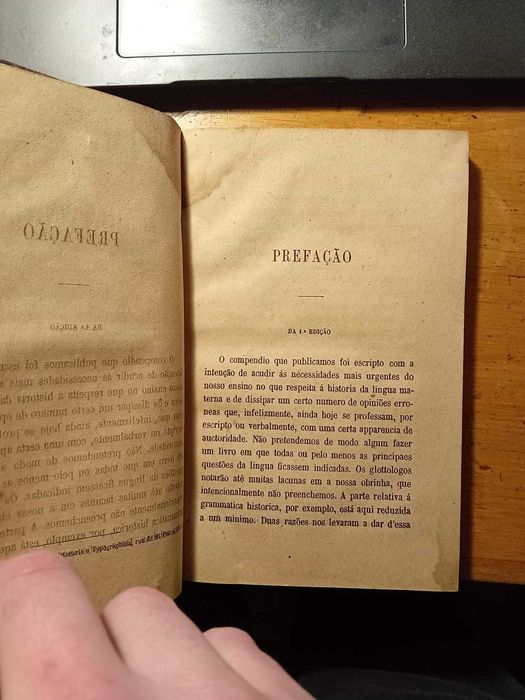 PREFAÇÃO
DA 1.ª EDIÇÃO
O compendio que publicamos foi escripto com a
intenção de acudir ás necessidades mais urgentes do
nosso ensino no que respeita á historia da lingua ma-
terna e de dissipar um certo numero de opiniões erro-
neas que, infelizmente, ainda hoje se professam, por
escripto ou verbalmente, com uma certa apparencia de
auctoridade. Não pretendemos de modo algum fazer
um livro em que todas ou pelo menos as principaes
questões da lingua ficassem indicadas. Os glottologos
notarão até muitas lacunas em a nossa obrinha, que
intencionalmente não preenchemos. A parte relativa á
grammatica historica, por exemplo, está aqui reduzida
a um minimo. Duas razões nos levaram a dar d'essa